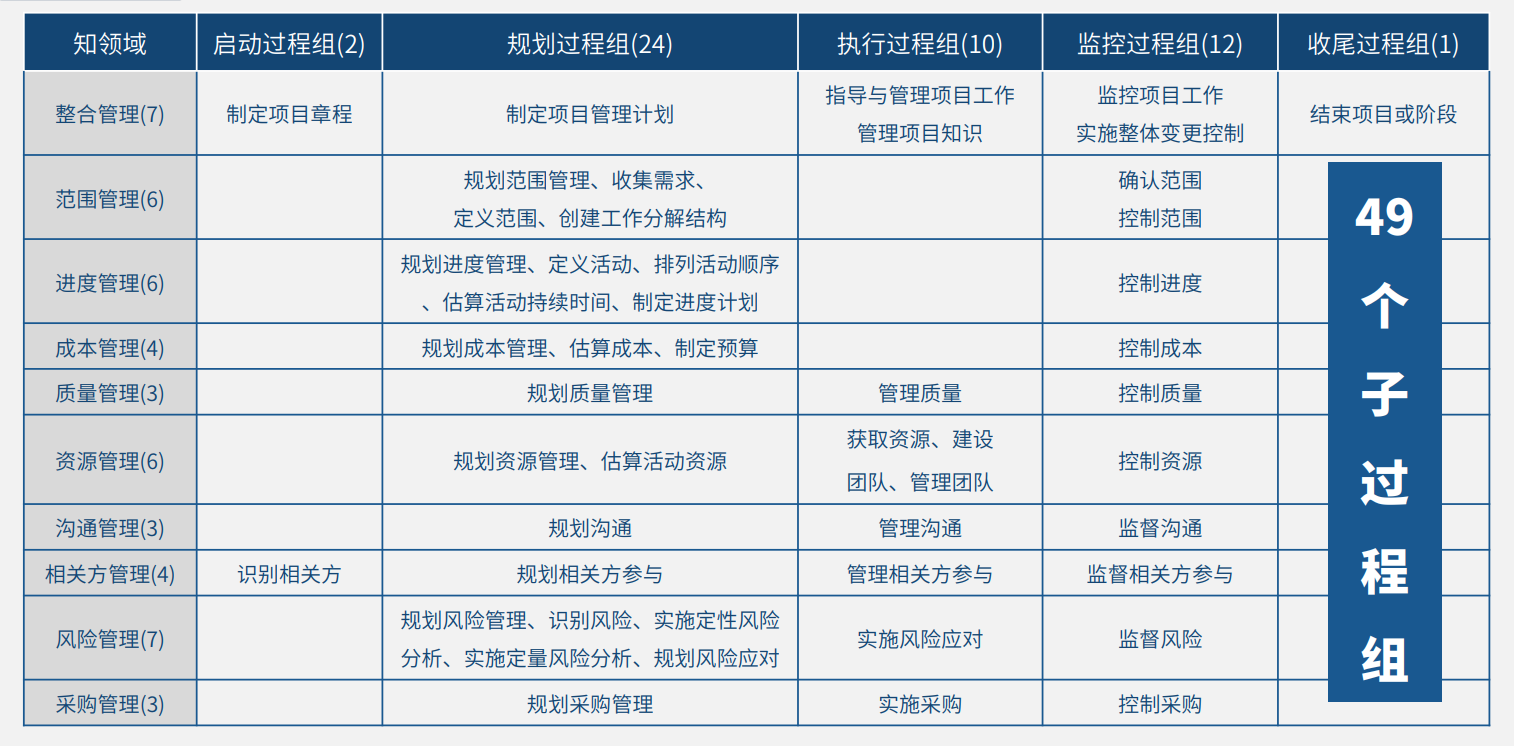 知领域
启动过程组(2)
规划过程组(24)
执行过程组(10)
监控过程组(12)
收尾过程组(1)
整合管理(7)
制定项目章程
制定项目管理计划
指导与管理项目工作
管理项目知识
监控项目工作
实施整体变更控制
结束项目或阶段
范围管理(6)
规划范围管理、收集需求、
定义范围、创建工作分解结构
确认范围
控制范围
进度管理(6)
规划进度管理、定义活动、排列活动顺序
、估算活动持续时间、制定进度计划
控制进度
成本管理(4)
规划成本管理、估算成本、制定预算
控制成本
质量管理(3)
规划质量管理
管理质量
控制质量
资源管理(6)
规划资源管理、估算活动资源
获取资源、建设
团队、管理团队
控制资源
沟通管理(3)
规划沟通
管理沟通
监督沟通
相关方管理(4)
识别相关方
规划相关方参与
管理相关方参与
监督相关方参与
风险管理(7)
规划风险管理、识别风险、实施定性风险
分析、实施定量风险分析、规划风险应对
实施风险应对
监督风险
采购管理(3)
规划采购管理
实施采购
控制采购
49
个
子
过
程
组